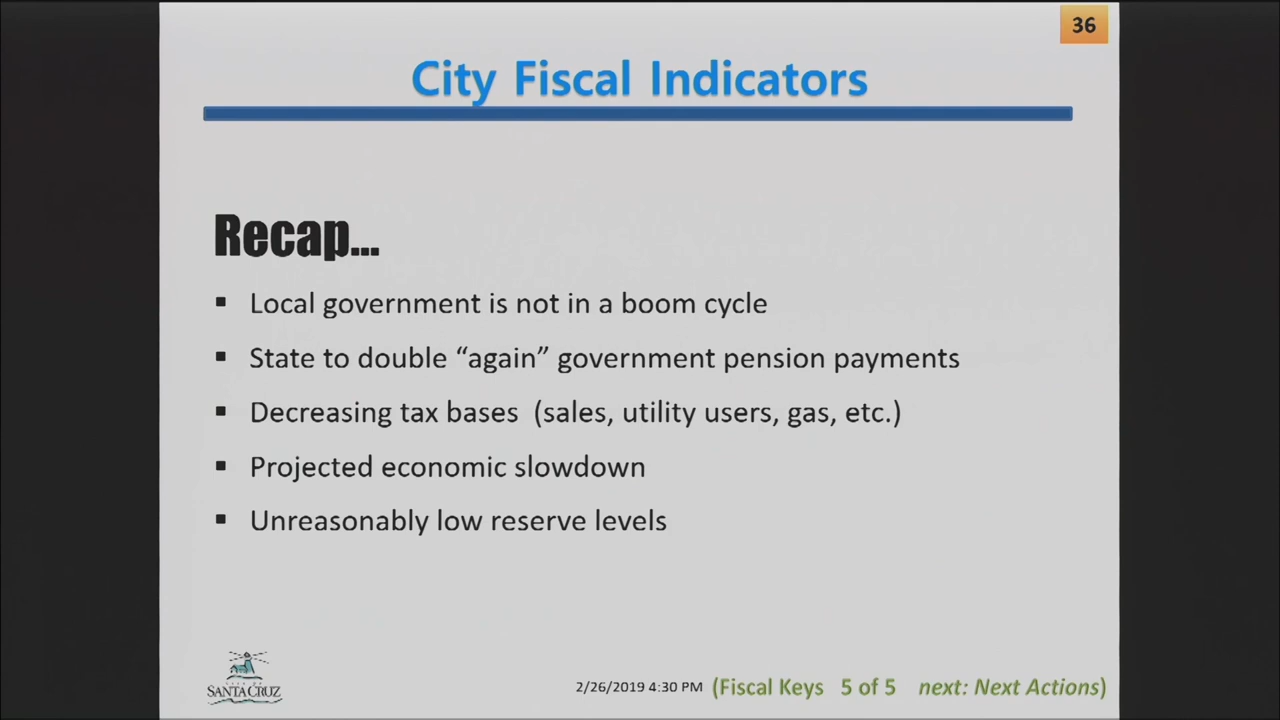 36
City Fiscal Indicators
Recap...
▪ Local government is not in a boom cycle
▪ State to double “again” government pension payments
▪ Decreasing tax bases (sales, utility users, gas, etc.)
▪ Projected economic slowdown
▪ Unreasonably low reserve levels
CITY OF
SANTA CRUZ
2/26/2019 4:30 PM (Fiscal Keys 5 of 5 next: Next Actions)